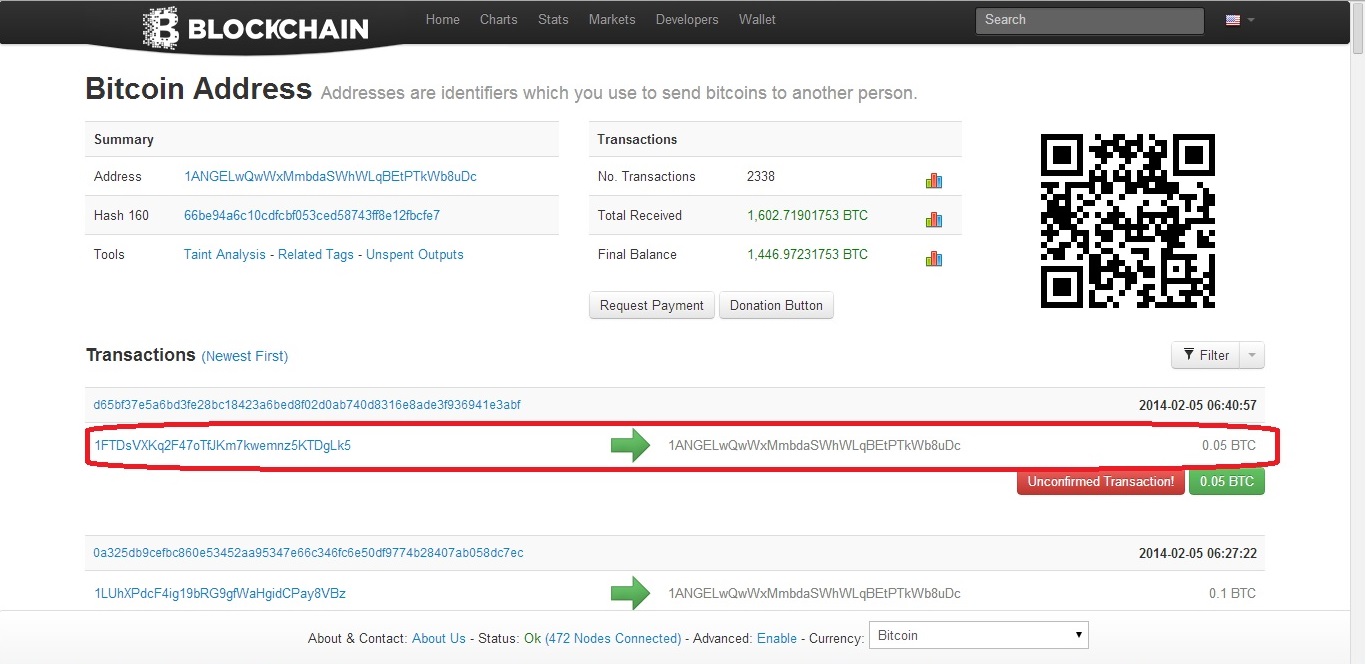 BLOCKCHAIN Home Charts Stats Markets Developers Wallet Search
Bitcoin Address Addresses are identifiers which you use to send bitcoins to another person.
Summary
Address 1ANGELwQwWxMmbdaSWhWLqBEtPTkWb8uDc
Hash 160 66be94a6c10cdfcbf053ced58743ff8e12fbcfe7
Tools Taint Analysis - Related Tags - Unspent Outputs
Transactions
No. Transactions 2338
Total Received 1,602.71901753 BTC
Final Balance 1,446.97231753 BTC
Request Payment Donation Button
Transactions (Newest First) Filter
d65bf37e5a6bd3fe28bc18423a6bed8f02d0ab740d8316e8ade3f936941e3abf 2014-02-05 06:40:57
1FTDsVXKq2F47oTfJKm7kwemnz5KTDgLk5 1ANGELwQwWxMmbdaSWhWLqBEtPTkWb8uDc 0.05 BTC
Unconfirmed Transaction! 0.05 BTC
0a325db9cefbc860e53452aa95347e66c346fc6e50df9774b28407ab058dc7ec 2014-02-05 06:27:22
1LUhXPdcF4ig19bRG9gfWaHgidCPay8VBz 1ANGELwQwWxMmbdaSWhWLqBEtPTkWb8uDc 0.1 BTC
About & Contact: About Us - Status: Ok (472 Nodes Connected) - Advanced: Enable - Currency: Bitcoin